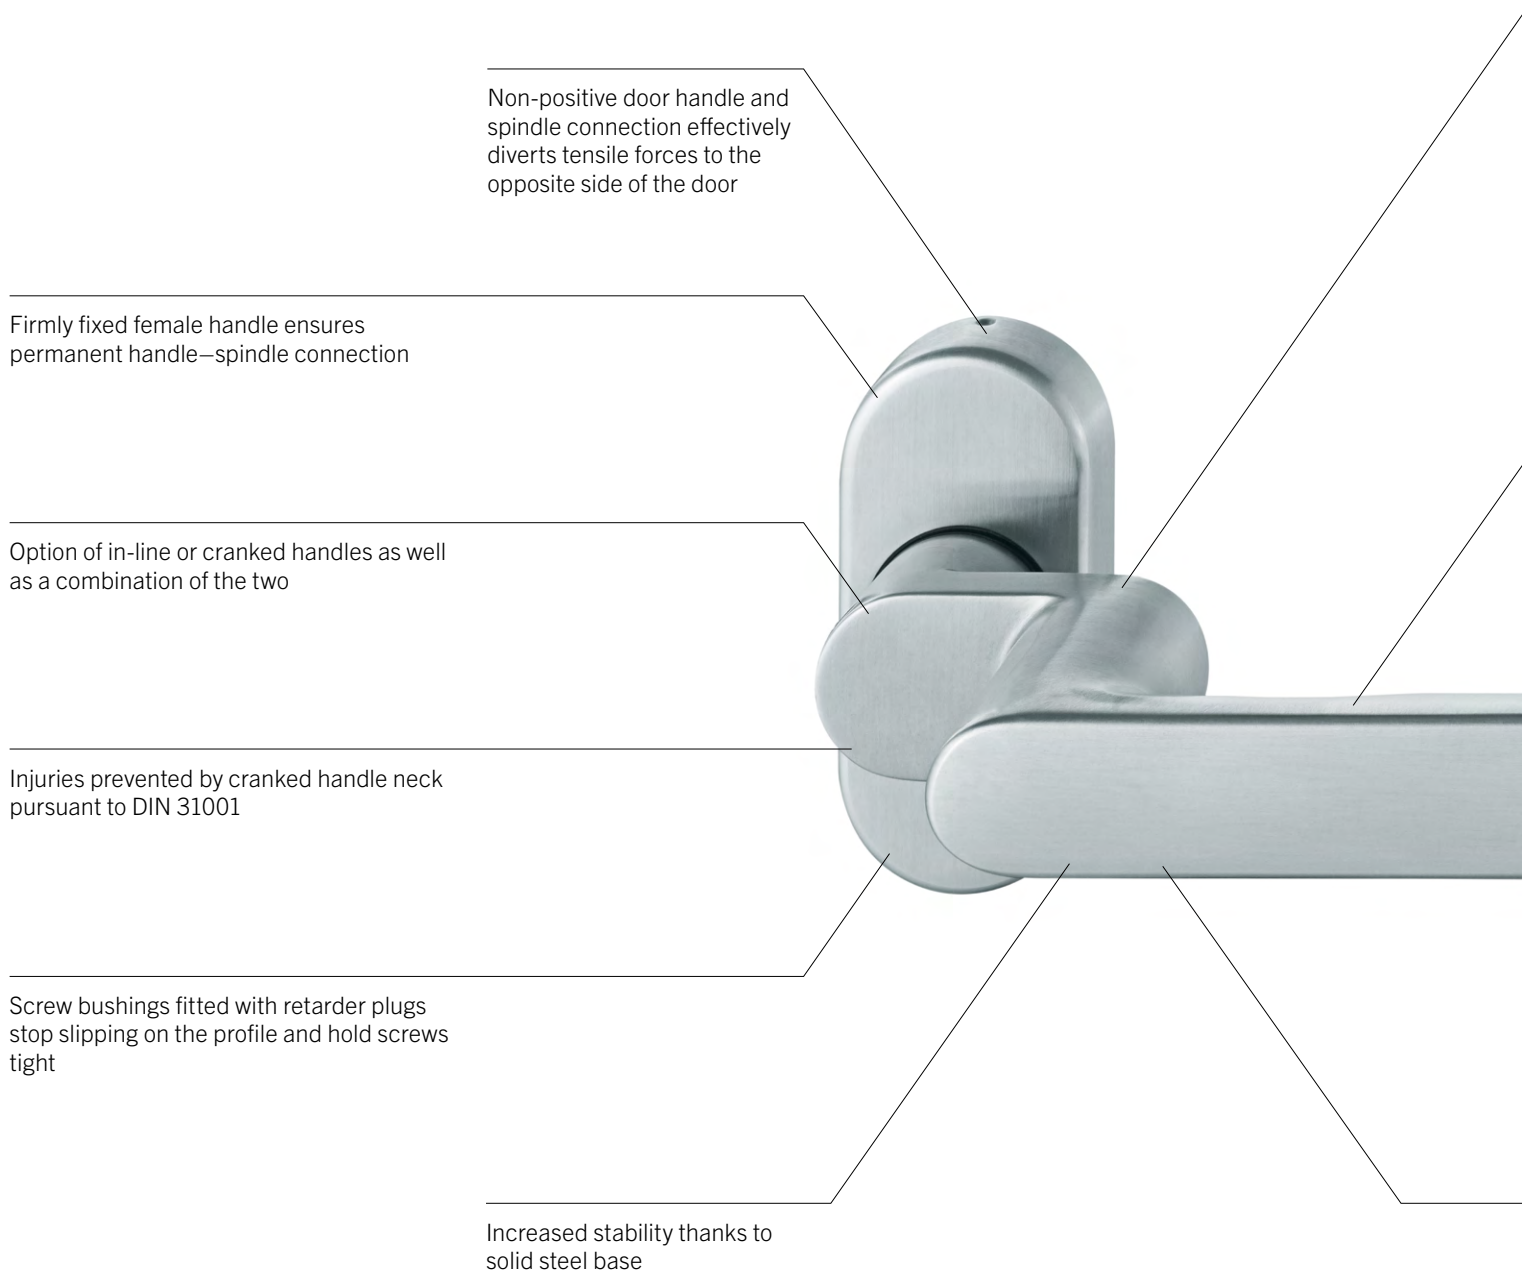 Non-positive door handle and
spindle connection effectively
diverts tensile forces to the
opposite side of the door
Firmly fixed female handle ensures
permanent handle–spindle connection
Option of in-line or cranked handles as well
as a combination of the two
Injuries prevented by cranked handle neck
pursuant to DIN 31001
Screw bushings fitted with retarder plugs
stop slipping on the profile and hold screws
tight
Increased stability thanks to
solid steel base